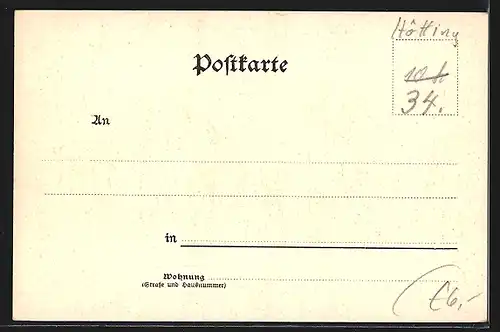 Hötting
Postkarte
10 h
34.
An
in
Wohnung
(Straße und Hausnummer)
6,-